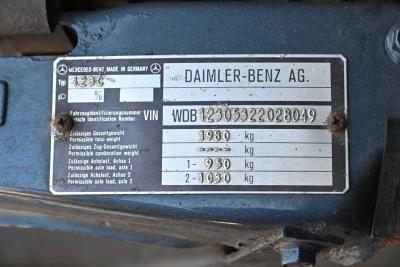 MERCEDES-BENZ MADE IN GERMANY
DAIMLER-BENZ AG.
Typ 123C
%
%
Fahrzeugidentifizierungsnummer
Vehicle Identification Number
VIN WDB12305322028049
Zulässiges Gesamtgewicht
Permissible total weight
1980 kg
Zulässiges Zug-Gesamtgewicht
Permissible combination weight
---- kg
Zulässige Achslast, Achse 1
Permissible axle load, axle 1
1- 950 kg
Zulässige Achslast, Achse 2
Permissible axle load, axle 2
2- 1030 kg